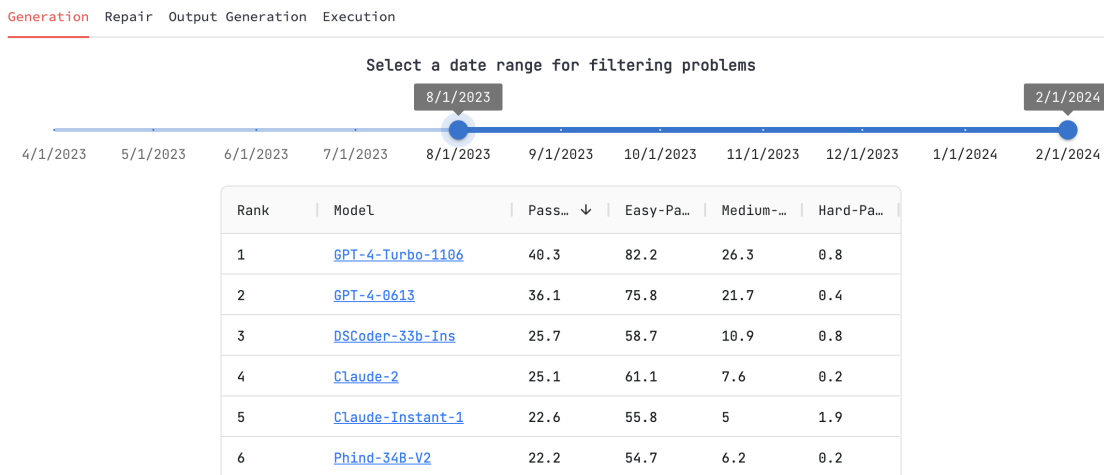 Generation Repair Output Generation Execution
Select a date range for filtering problems
8/1/2023 2/1/2024
4/1/2023 5/1/2023 6/1/2023 7/1/2023 8/1/2023 9/1/2023 10/1/2023 11/1/2023 12/1/2023 1/1/2024 2/1/2024
Rank Model Pass… Easy-Pa… Medium-… Hard-Pa…
1 GPT-4-Turbo-1106 40.3 82.2 26.3 0.8
2 GPT-4-0613 36.1 75.8 21.7 0.4
3 DSCoder-33b-Ins 25.7 58.7 10.9 0.8
4 Claude-2 25.1 61.1 7.6 0.2
5 Claude-Instant-1 22.6 55.8 5 1.9
6 Phind-34B-V2 22.2 54.7 6.2 0.2